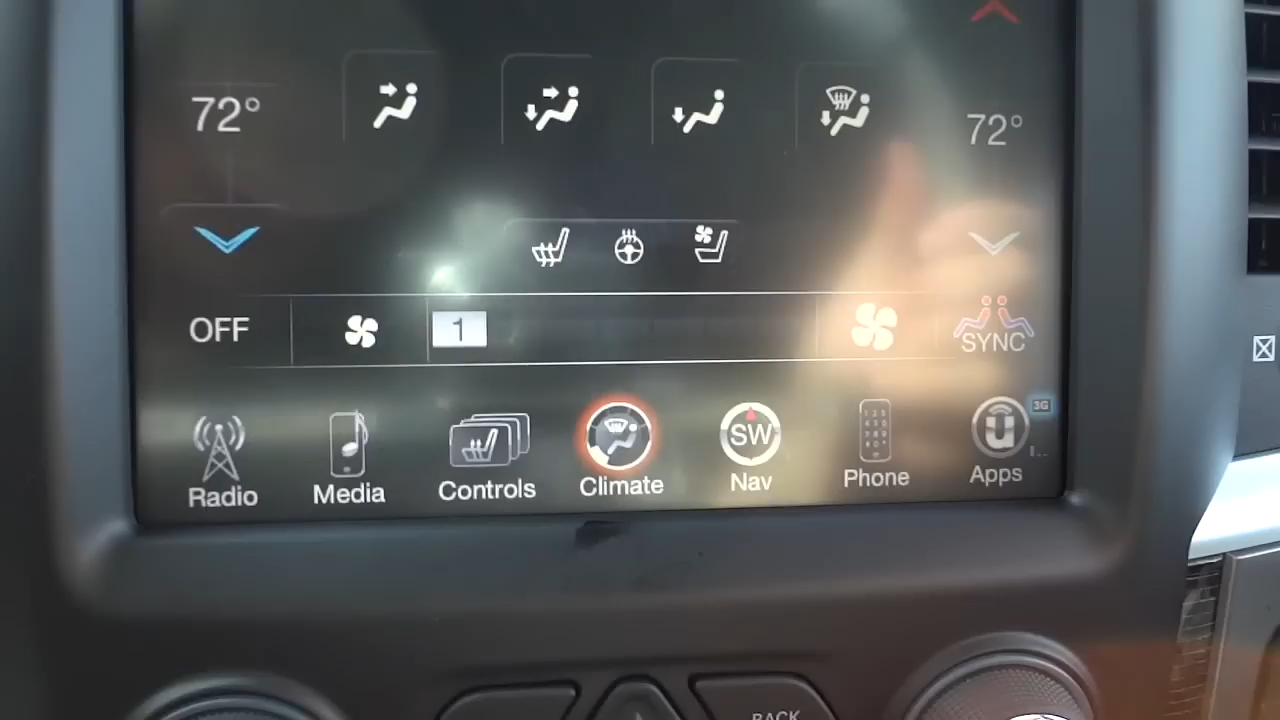 72°
72°
OFF
1
SYNC
SW
3G
Radio
Media
Controls
Climate
Nav
Phone
Apps
BACK